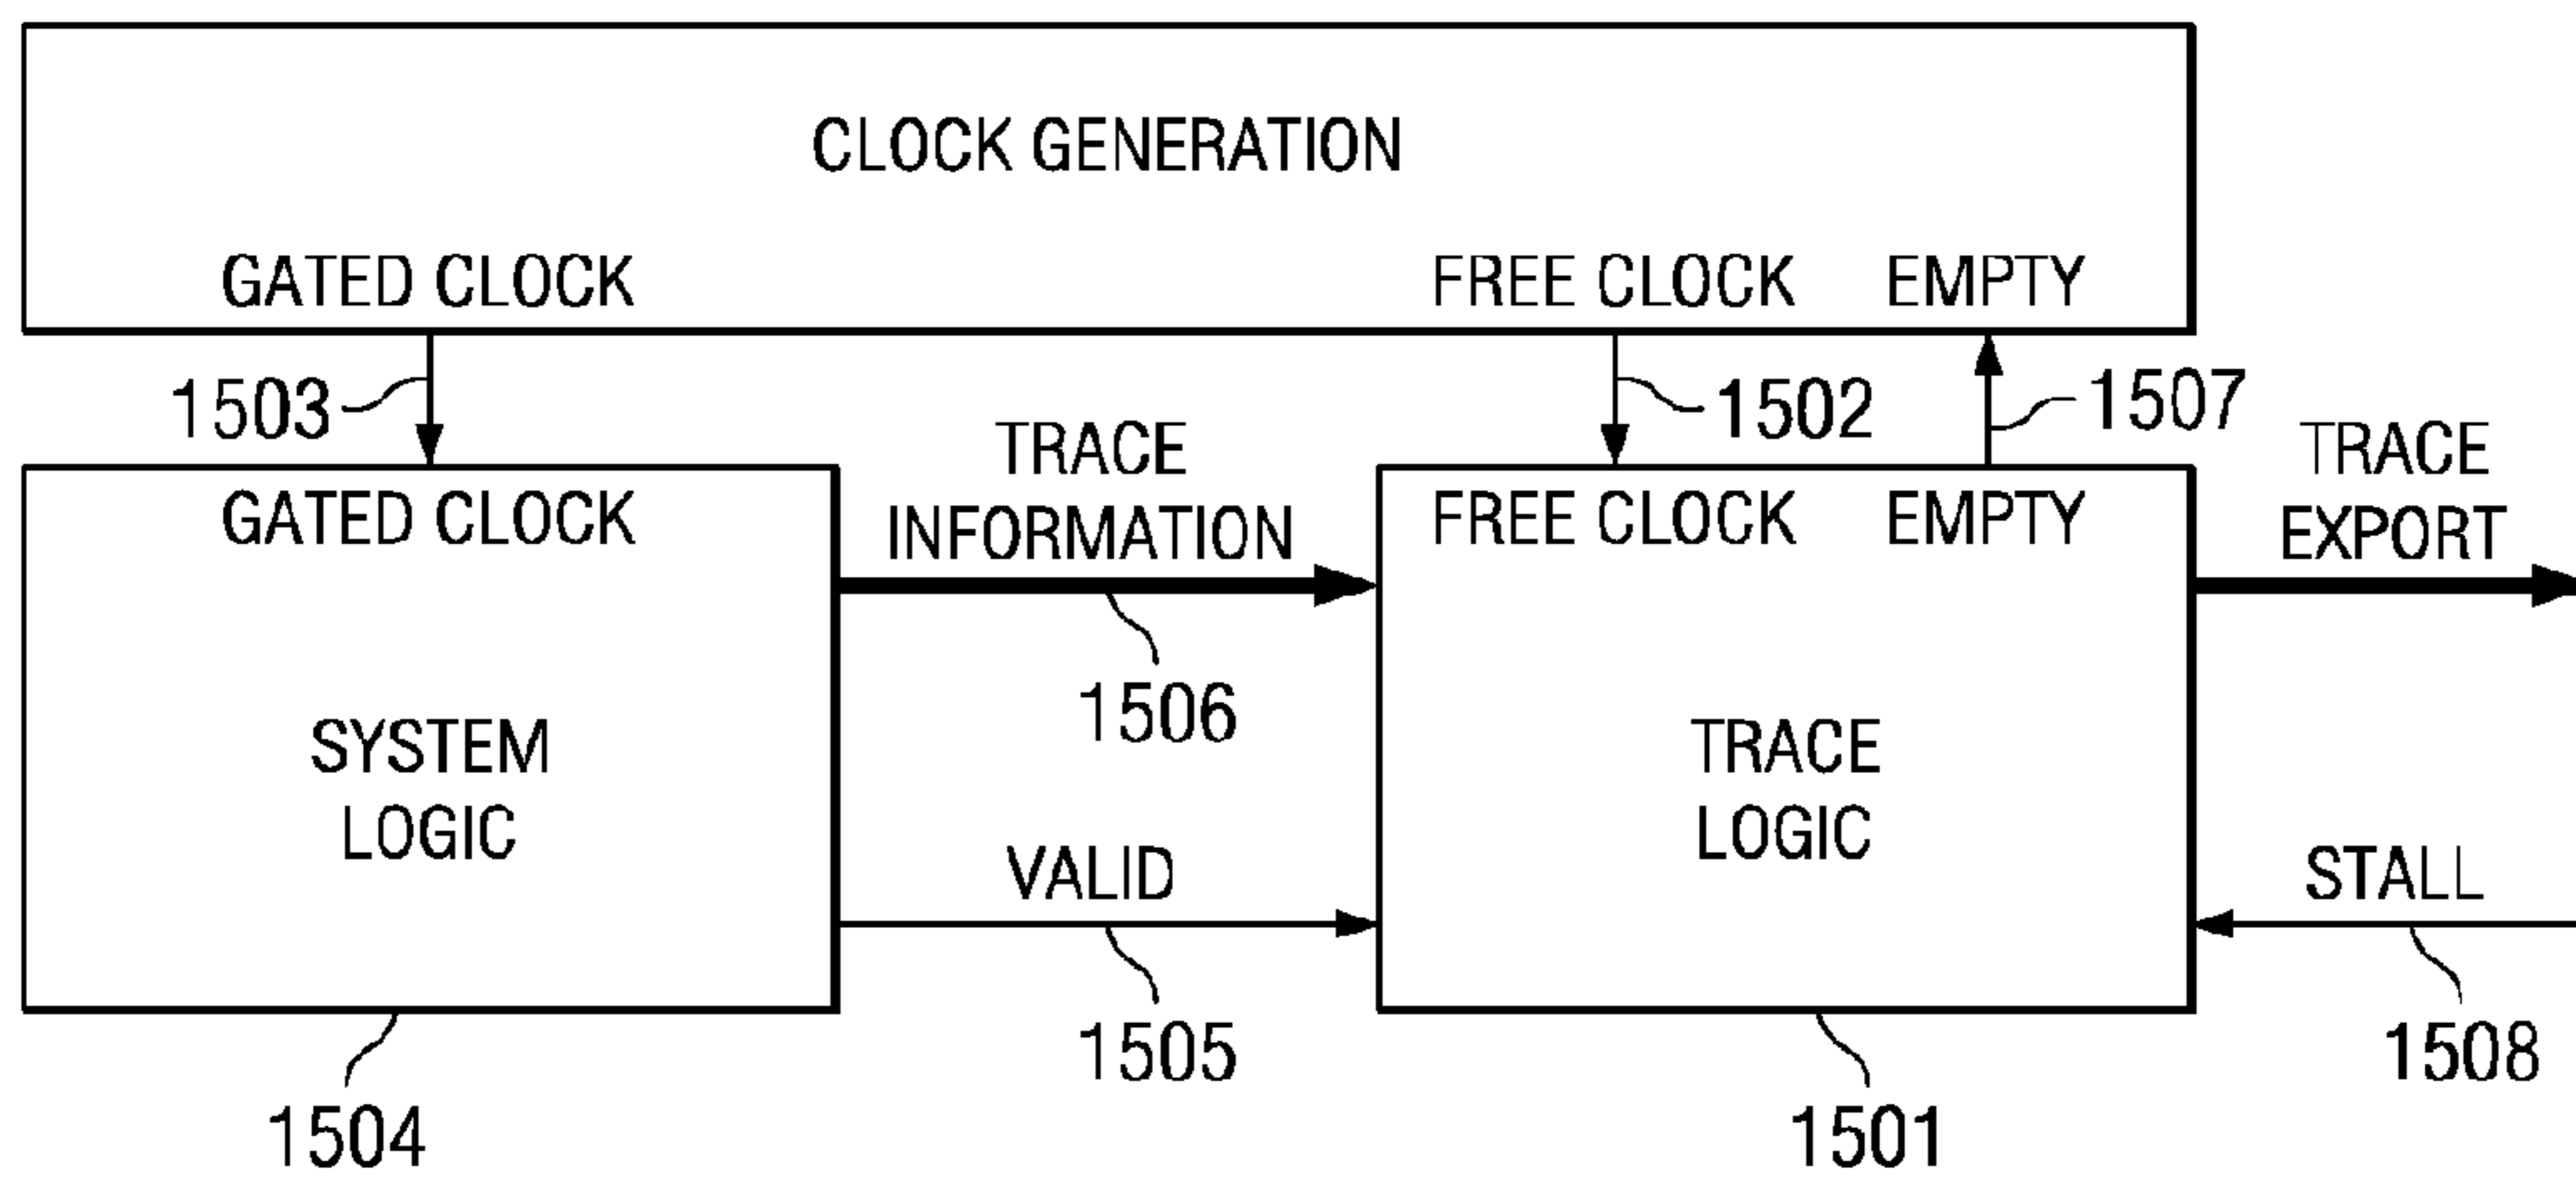 CLOCK GENERATION
GATED CLOCK
FREE CLOCK
EMPTY
1503
1502
1507
TRACE
INFORMATION
TRACE
EXPORT
GATED CLOCK
FREE CLOCK
EMPTY
1506
SYSTEM
LOGIC
TRACE
LOGIC
VALID
STALL
1505
1508
1504
1501